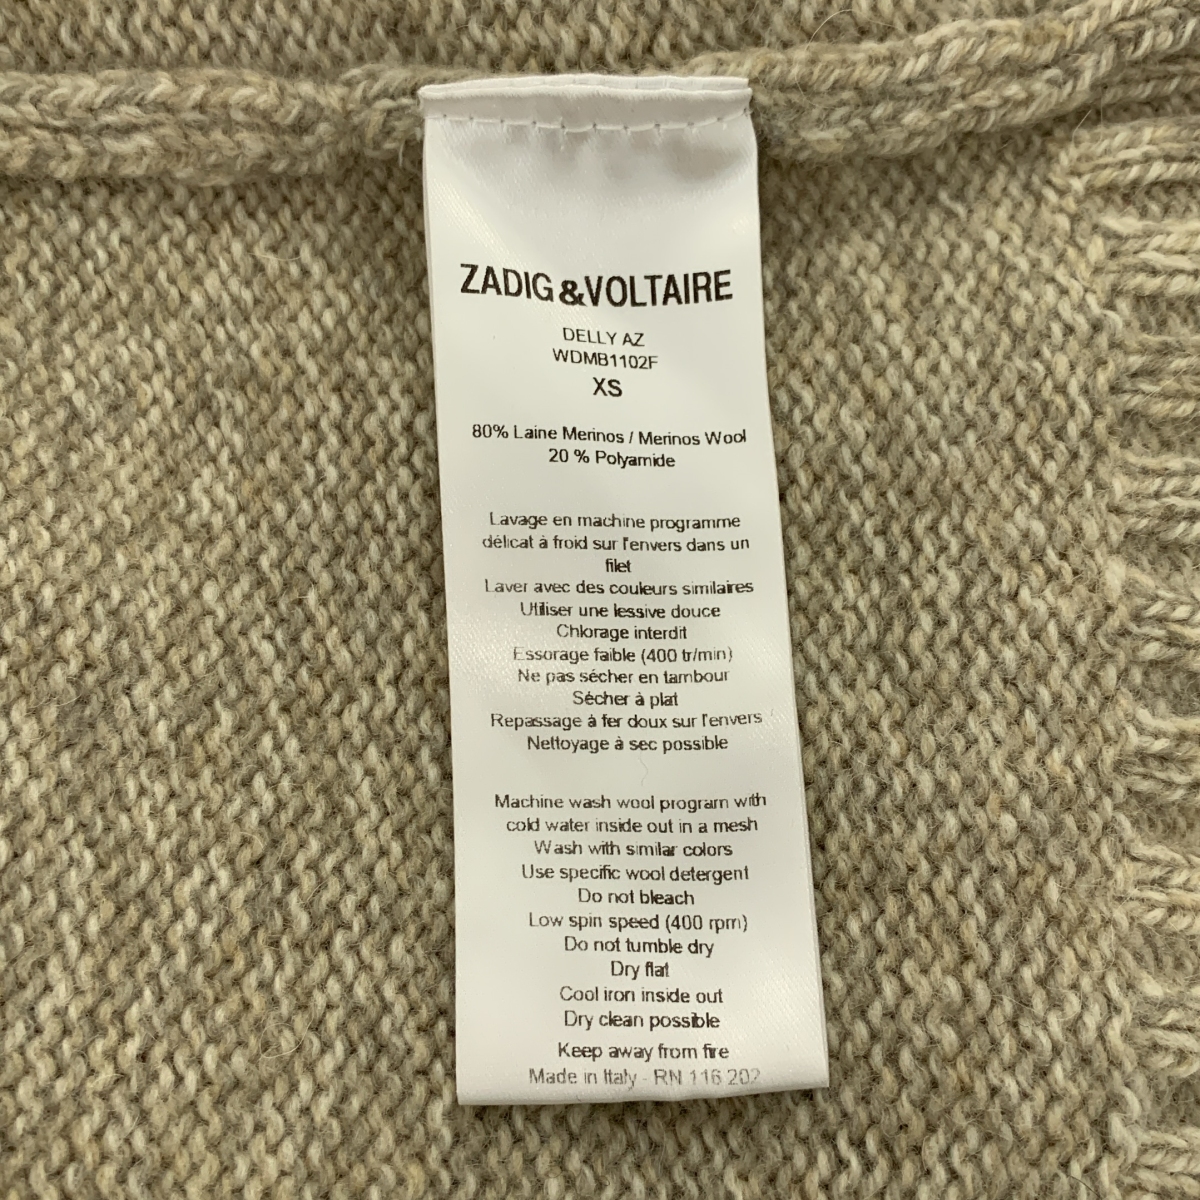 ZADIG&VOLTAIRE
DELLY AZ
WDMB1102F
XS
80% Laine Merinos / Merinos Wool
20 % Polyamide
Lavage en machine programme
délicat à froid sur l'envers dans un
filet
Laver avec des couleurs similaires
Utiliser une lessive douce
Chlorage interdit
Essorage faible (400 tr/min)
Ne pas sécher en tambour
Sécher à plat
Repassage à fer doux sur l'envers
Nettoyage à sec possible
Machine wash wool program with
cold water inside out in a mesh
Wash with similar colors
Use specific wool detergent
Do not bleach
Low spin speed (400 rpm)
Do not tumble dry
Dry flat
Cool iron inside out
Dry clean possible
Keep away from fire
Made in Italy - RN 116 202